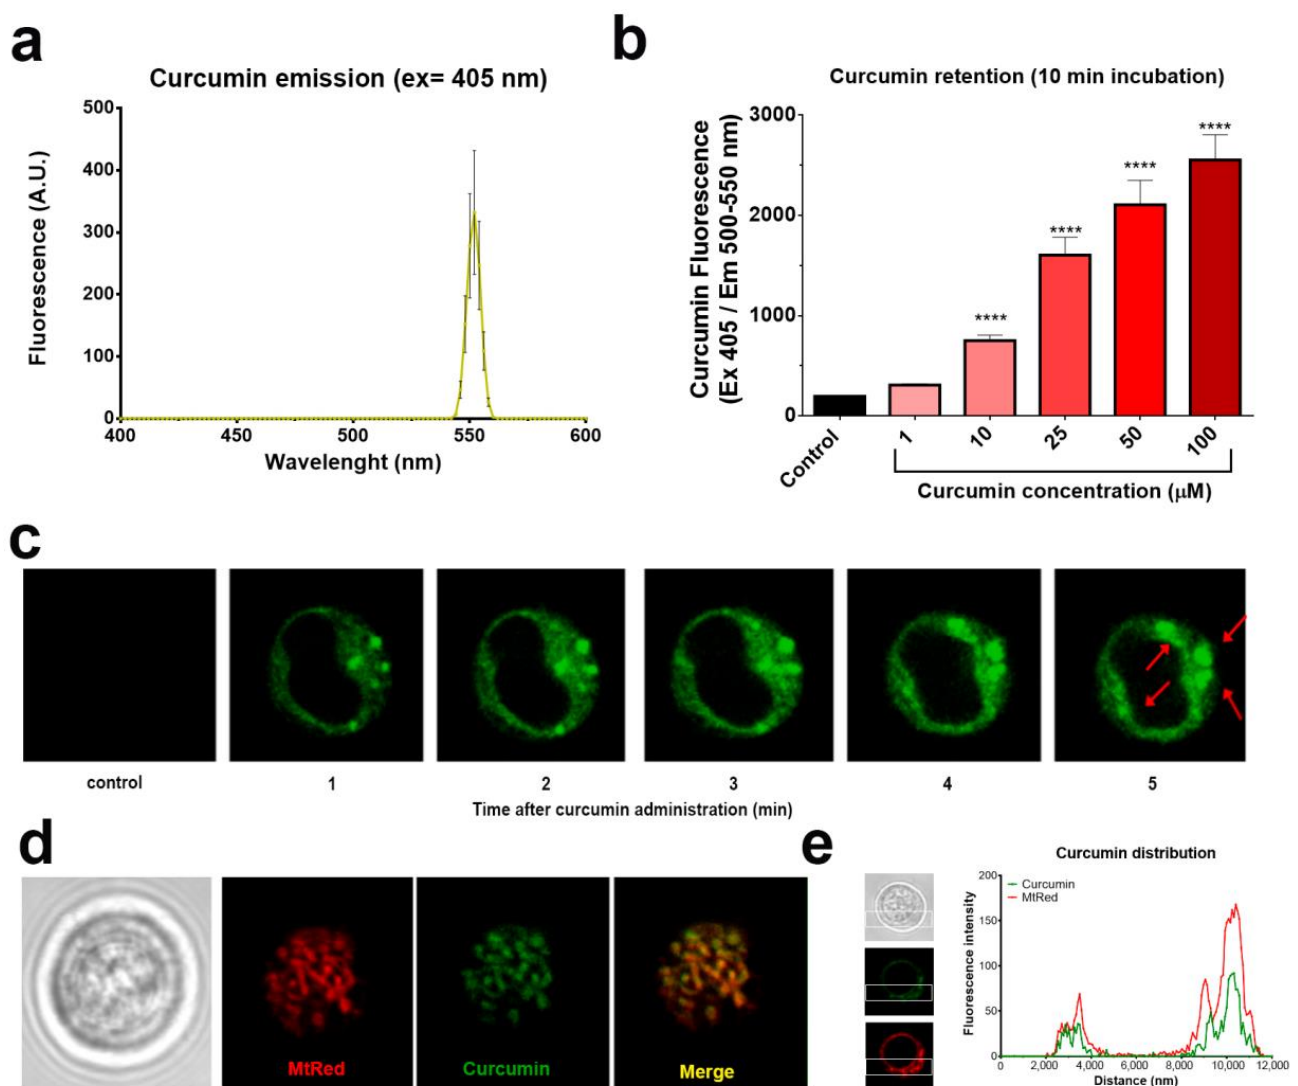 a
Curcumin emission (ex= 405 nm)
500
400
300
200
100
0
Fluorescence (A.U.)
400 450 500 550 600
Wavelenght (nm)
b
Curcumin retention (10 min incubation)
3000
2000
1000
0
Curcumin Fluorescence
(Ex 405 / Em 500-550 nm)
**** **** **** ****
Control 1 10 25 50 100
Curcumin concentration (μM)
c
control 1 2 3 4 5
Time after curcumin administration (min)
d
MtRed Curcumin Merge
e
Curcumin distribution
200
150
100
50
0
Fluorescence intensity
Curcumin
MtRed
0 2,000 4,000 6,000 8,000 10,000 12,000
Distance (nm)